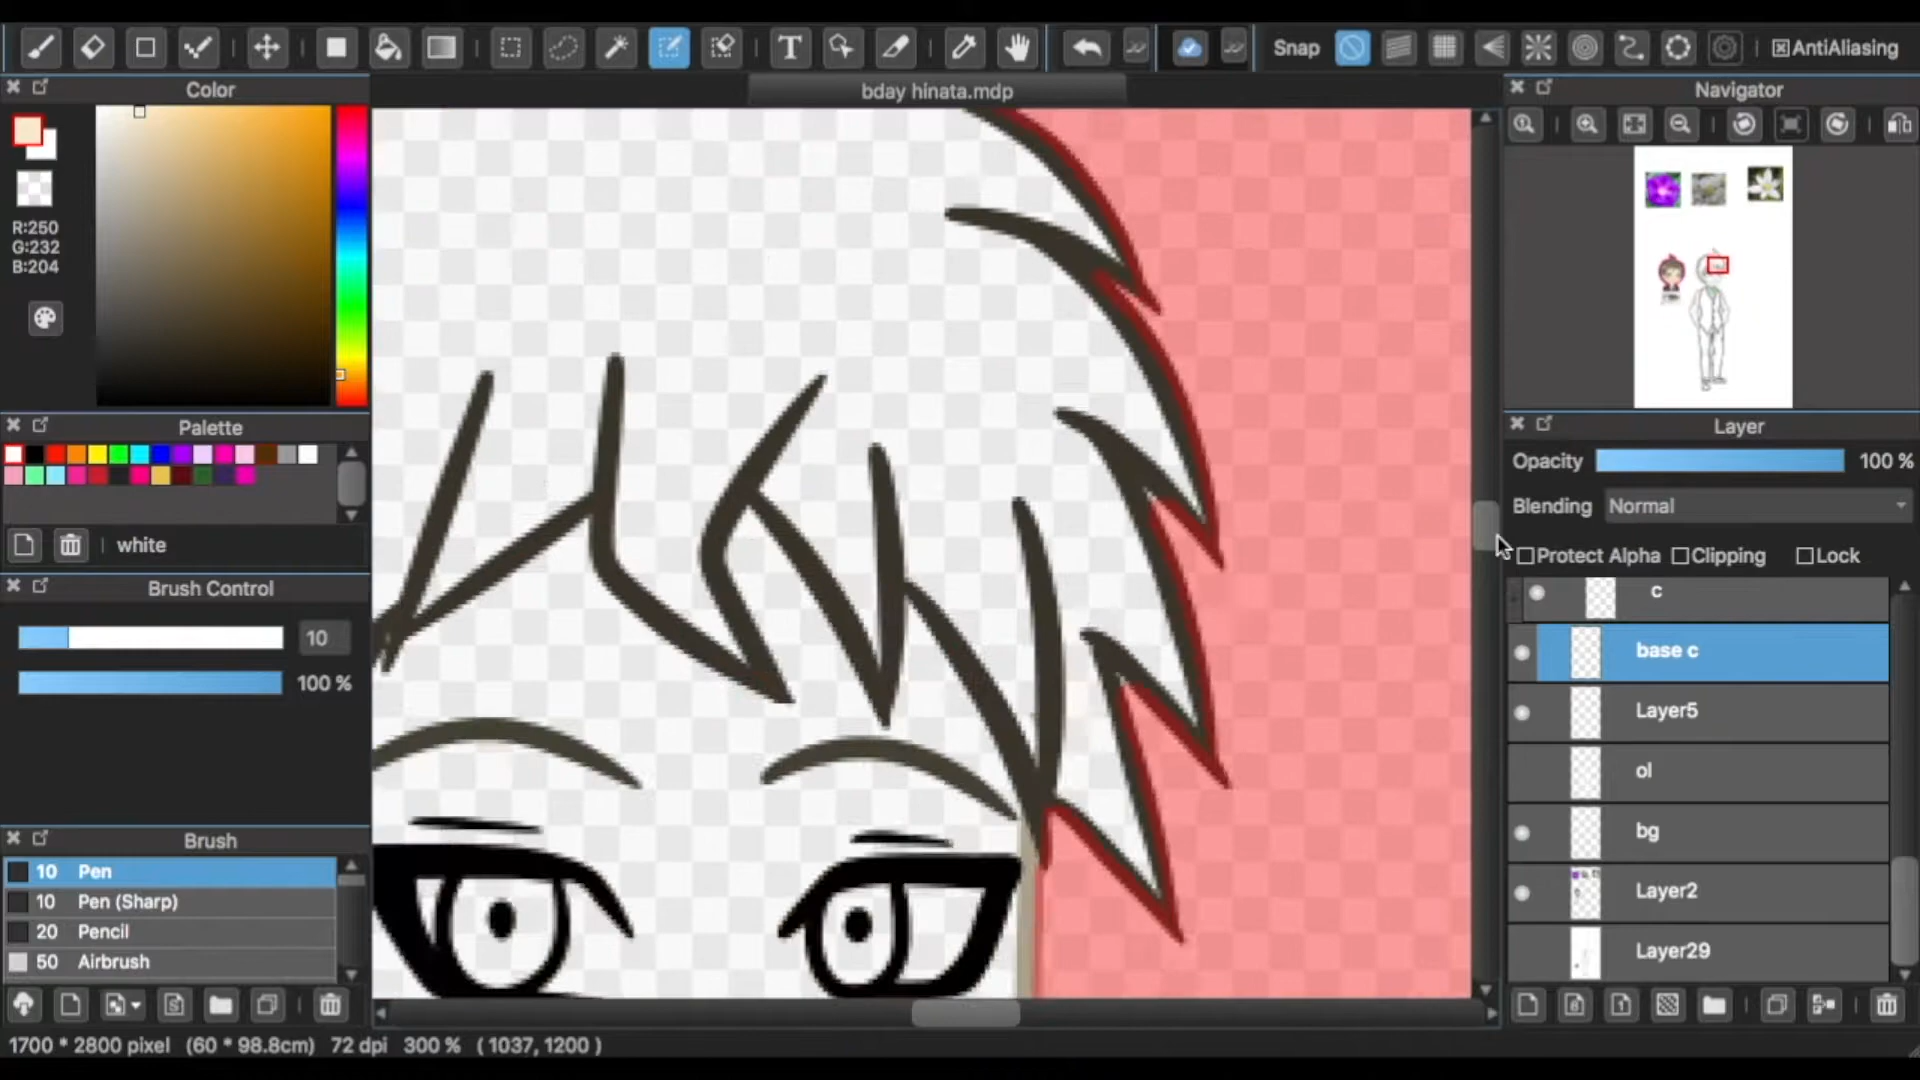 Snap
AntiAliasing
Color
bday hinata.mdp
Navigator
R:250
G:232
B:204
Palette
Layer
Opacity
100 %
Blending
Normal
Protect Alpha
Clipping
Lock
white
Brush Control
c
10
base c
100 %
Layer5
ol
Brush
bg
10 Pen
Layer2
10 Pen (Sharp)
20 Pencil
Layer29
50 Airbrush
1700 * 2800 pixel (60 * 98.8cm) 72 dpi 300 % ( 1037, 1200 )